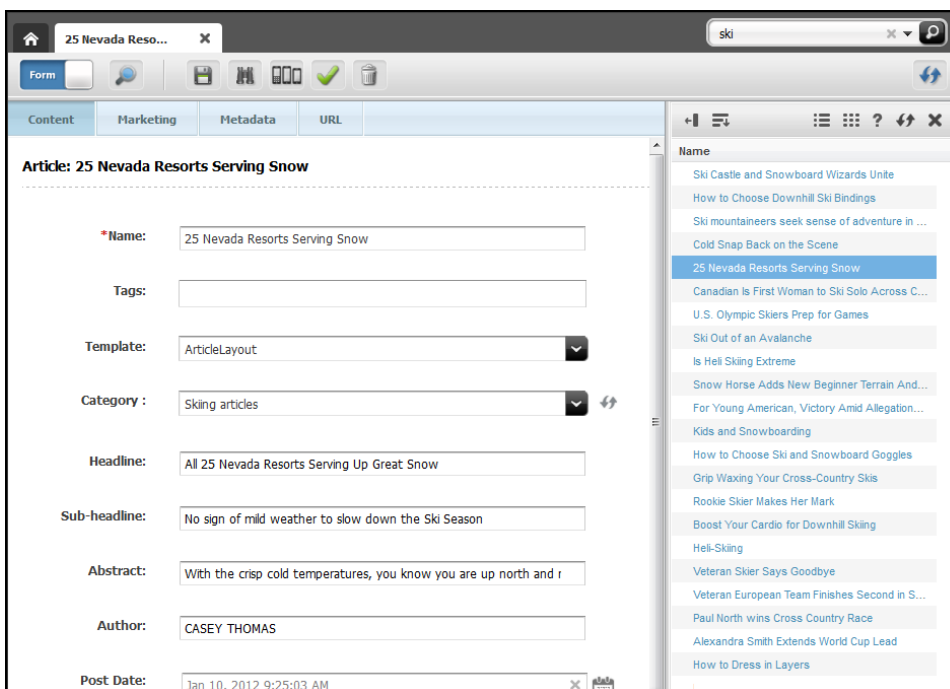 25 Nevada Reso...
ski
Form
Content Marketing Metadata URL
Article: 25 Nevada Resorts Serving Snow
*Name: 25 Nevada Resorts Serving Snow
Tags:
Template: ArticleLayout
Category : Skiing articles
Headline: All 25 Nevada Resorts Serving Up Great Snow
Sub-headline: No sign of mild weather to slow down the Ski Season
Abstract: With the crisp cold temperatures, you know you are up north and
Author: CASEY THOMAS
Post Date: Jan 10, 2012 9:25:03 AM
?
Name
Ski Castle and Snowboard Wizards Unite
How to Choose Downhill Ski Bindings
Ski mountaineers seek sense of adventure in ...
Cold Snap Back on the Scene
25 Nevada Resorts Serving Snow
Canadian Is First Woman to Ski Solo Across C...
U.S. Olympic Skiers Prep for Games
Ski Out of an Avalanche
Is Heli Skiing Extreme
Snow Horse Adds New Beginner Terrain And...
For Young American, Victory Amid Allegation...
Kids and Snowboarding
How to Choose Ski and Snowboard Goggles
Grip Waxing Your Cross-Country Skis
Rookie Skier Makes Her Mark
Boost Your Cardio for Downhill Skiing
Heli-Skiing
Veteran Skier Says Goodbye
Veteran European Team Finishes Second in S...
Paul North wins Cross Country Race
Alexandra Smith Extends World Cup Lead
How to Dress in Layers